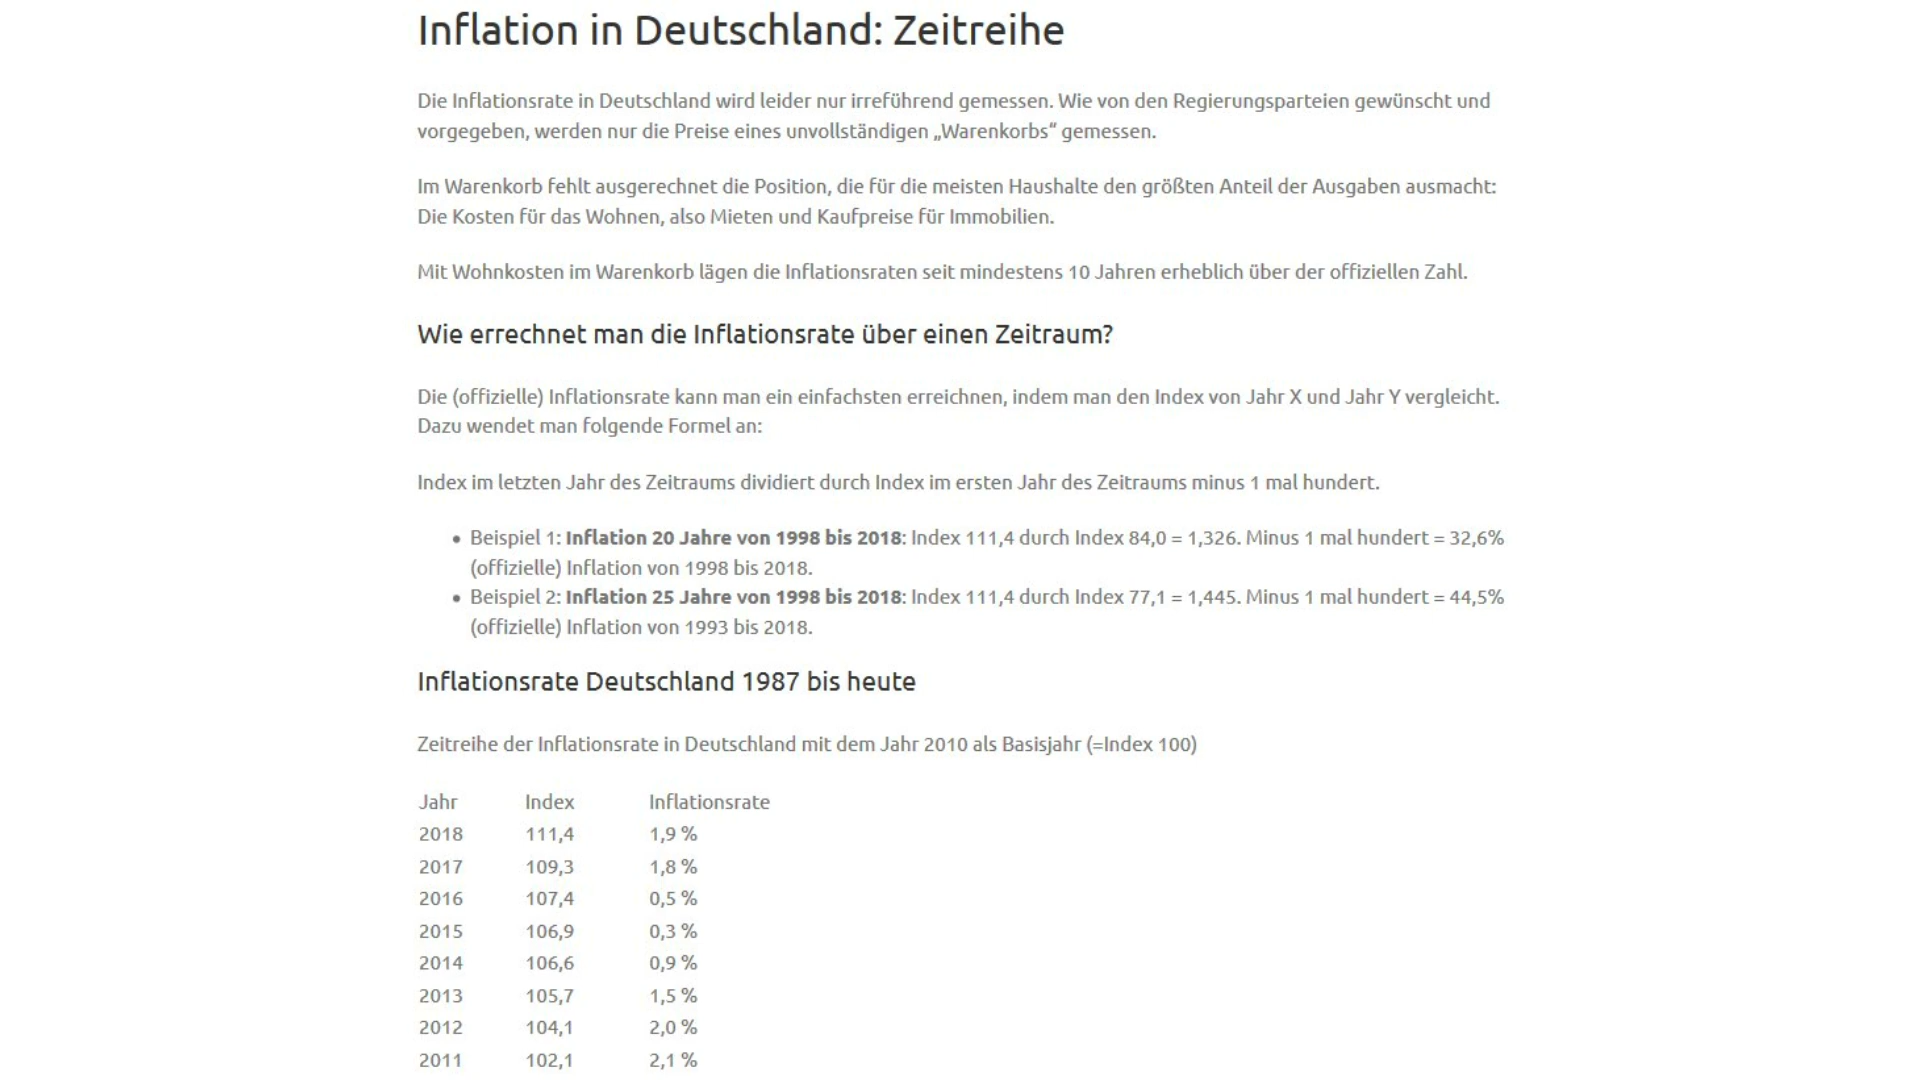 Inflation in Deutschland: Zeitreihe
Die Inflationsrate in Deutschland wird leider nur irreführend gemessen. Wie von den Regierungsparteien gewünscht und
vorgegeben, werden nur die Preise eines unvollständigen „Warenkorbs“ gemessen.
Im Warenkorb fehlt ausgerechnet die Position, die für die meisten Haushalte den größten Anteil der Ausgaben ausmacht:
Die Kosten für das Wohnen, also Mieten und Kaufpreise für Immobilien.
Mit Wohnkosten im Warenkorb lägen die Inflationsraten seit mindestens 10 Jahren erheblich über der offiziellen Zahl.
Wie errechnet man die Inflationsrate über einen Zeitraum?
Die (offizielle) Inflationsrate kann man ein einfachsten erreichnen, indem man den Index von Jahr X und Jahr Y vergleicht.
Dazu wendet man folgende Formel an:
Index im letzten Jahr des Zeitraums dividiert durch Index im ersten Jahr des Zeitraums minus 1 mal hundert.
• Beispiel 1: Inflation 20 Jahre von 1998 bis 2018: Index 111,4 durch Index 84,0 = 1,326. Minus 1 mal hundert = 32,6%
(offizielle) Inflation von 1998 bis 2018.
• Beispiel 2: Inflation 25 Jahre von 1998 bis 2018: Index 111,4 durch Index 77,1 = 1,445. Minus 1 mal hundert = 44,5%
(offizielle) Inflation von 1993 bis 2018.
Inflationsrate Deutschland 1987 bis heute
Zeitreihe der Inflationsrate in Deutschland mit dem Jahr 2010 als Basisjahr (=Index 100)
Jahr Index Inflationsrate
2018 111,4 1,9 %
2017 109,3 1,8 %
2016 107,4 0,5 %
2015 106,9 0,3 %
2014 106,6 0,9 %
2013 105,7 1,5 %
2012 104,1 2,0 %
2011 102,1 2,1 %